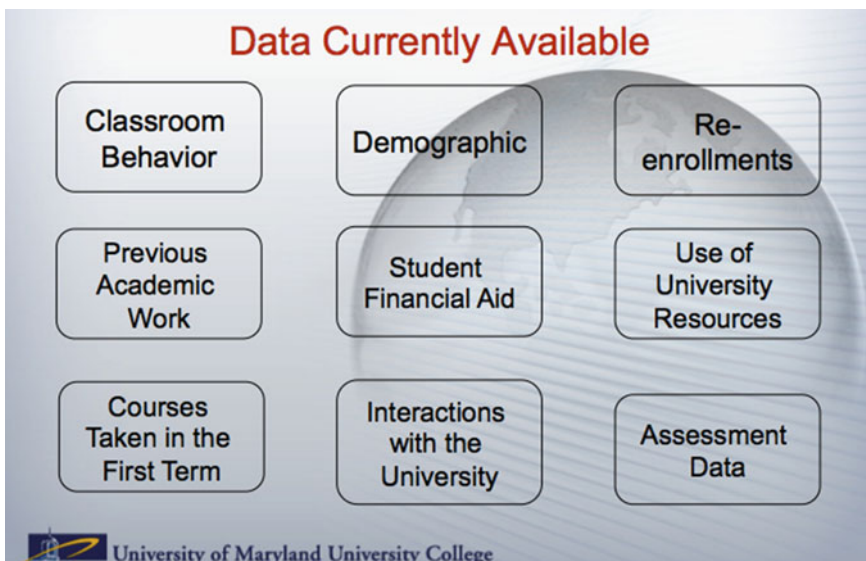 Data Currently Available
Classroom
Behavior
Demographic
Re-
enrollments
Previous
Academic
Work
Student
Financial Aid
Use of
University
Resources
Courses
Taken in the
First Term
Interactions
with the
University
Assessment
Data
University of Maryland University College